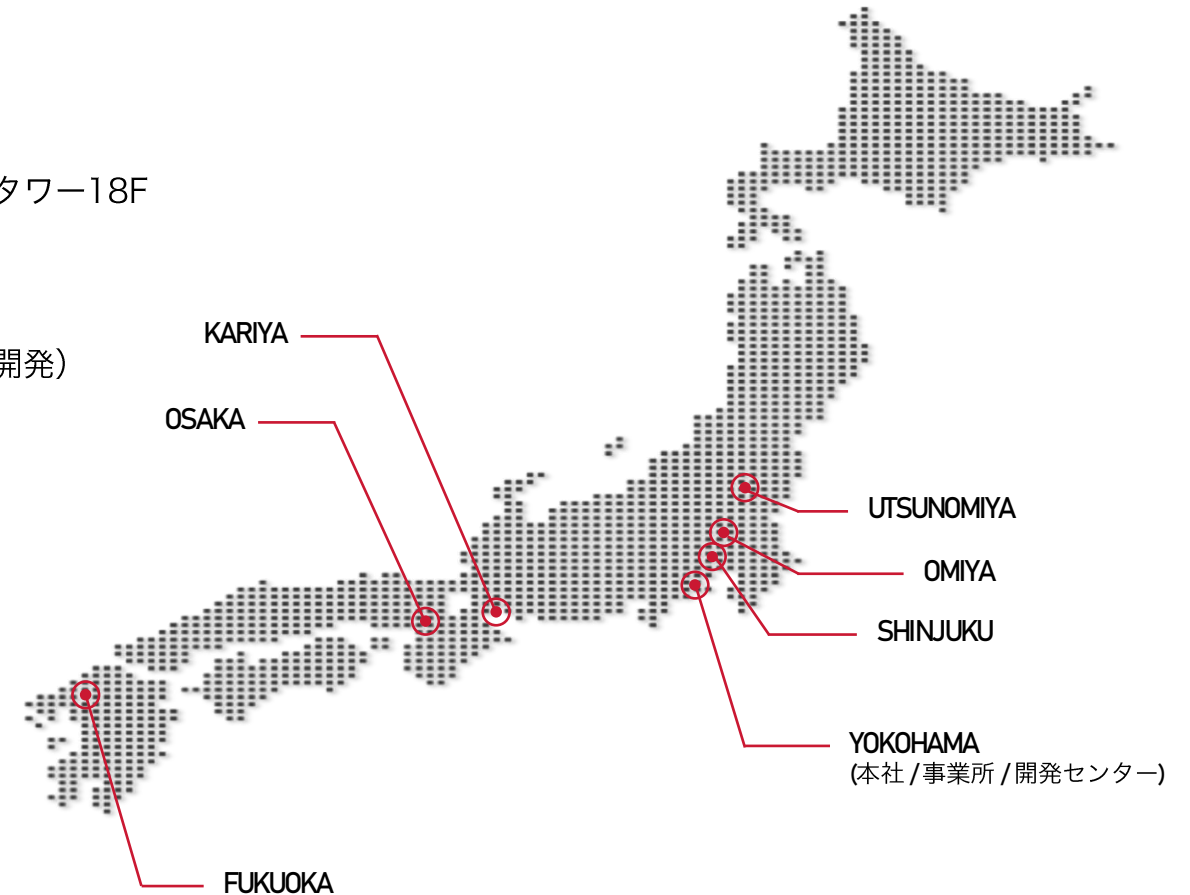 タワー18F
開発）
KARIYA
OSAKA
UTSUNOMIYA
OMIYA
SHINJUKU
YOKOHAMA
(本社 / 事業所 / 開発センター)
FUKUOKA